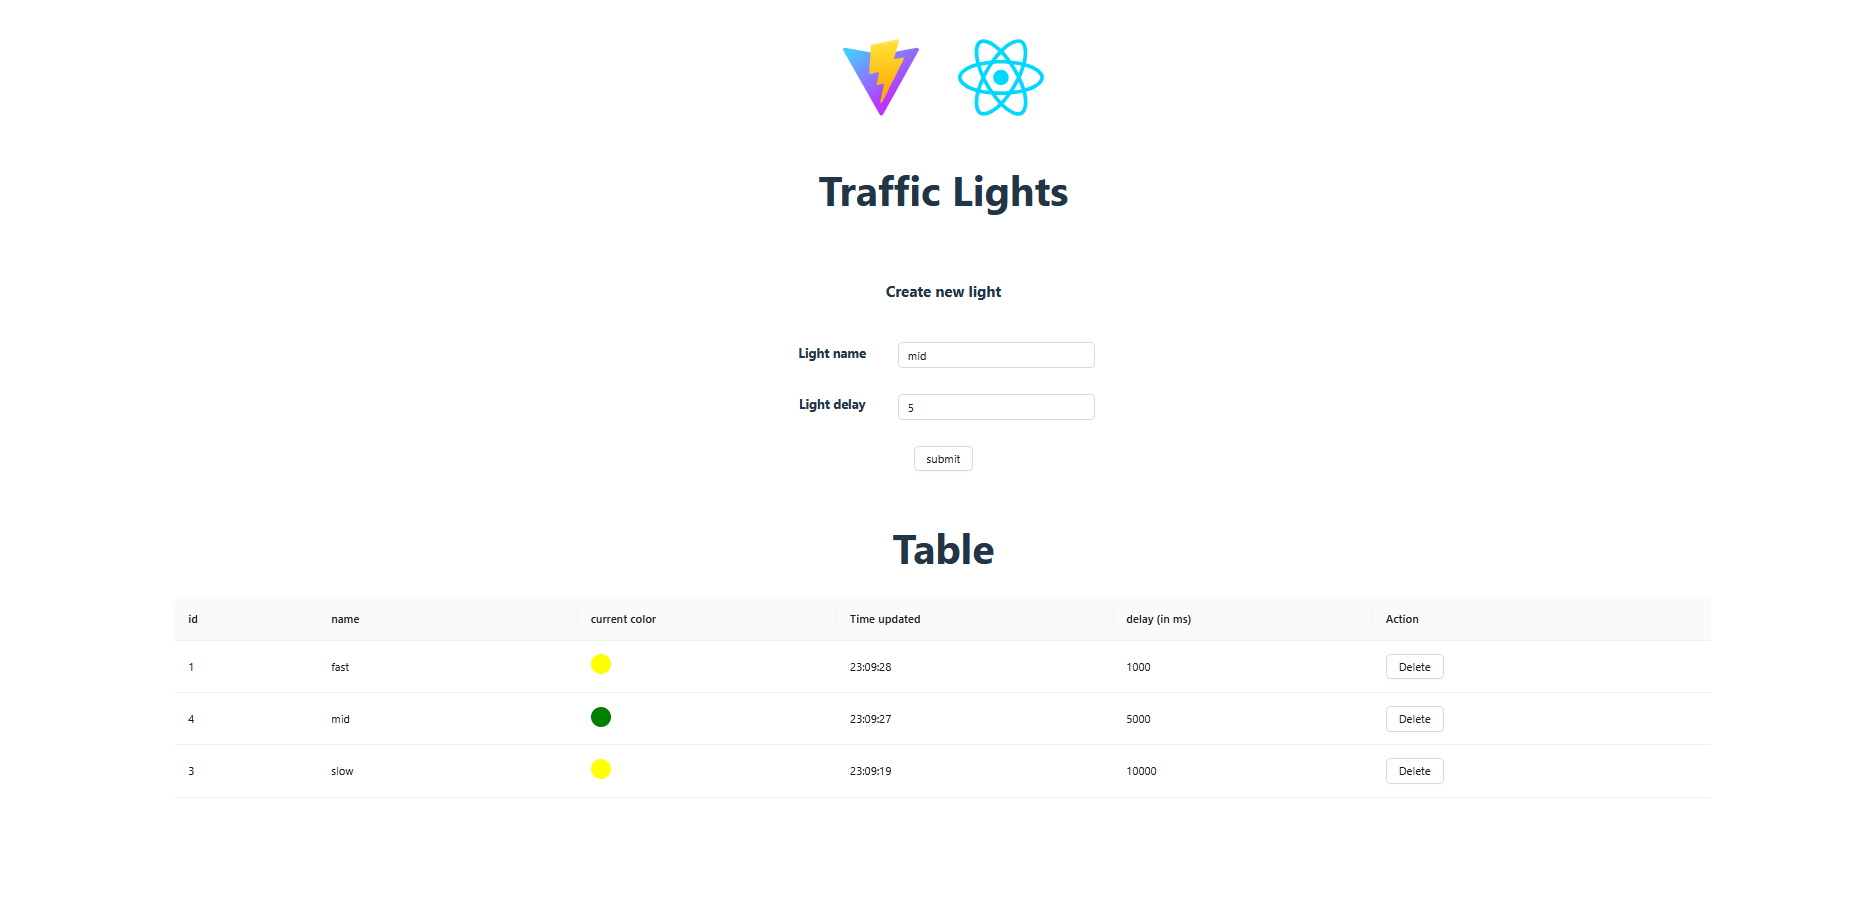 Traffic Lights
Create new light
Light name mid
Light delay 5
submit
Table
id name current color Time updated delay (in ms) Action
1 fast 23:09:28 1000 Delete
4 mid 23:09:27 5000 Delete
3 slow 23:09:19 10000 Delete